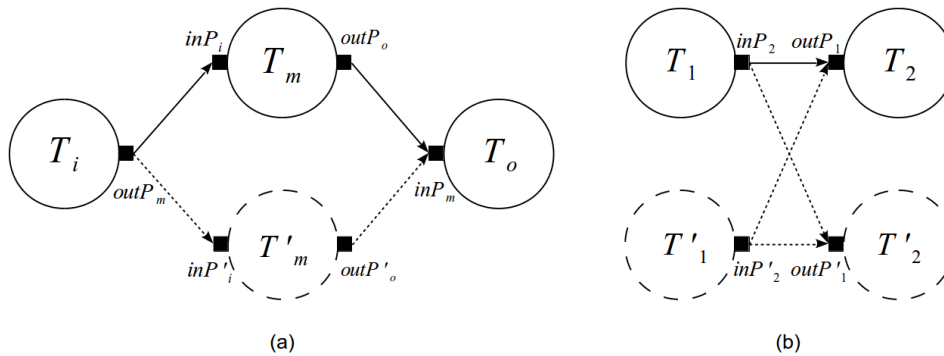 inP_i
T_m
outP_o
T_i
outP_m
inP_m
T_o
inP'_i
T'_m
outP'_o
(a)
T_1
inP_2
outP_1
T_2
T'_1
inP'_2
outP'_1
T'_2
(b)